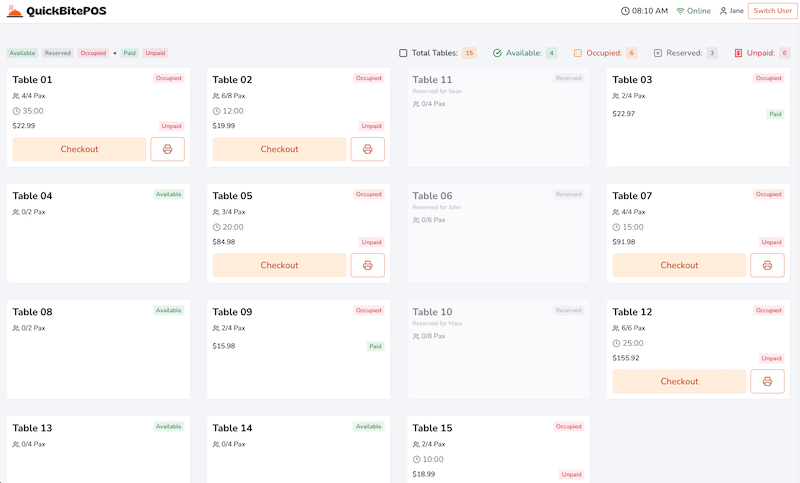 QuickBitePOS
08:10 AM Online Jane Switch User
Available Reserved Occupied • Paid Unpaid
Total Tables: 15 Available: 4 Occupied: 6 Reserved: 3 Unpaid: 6
Table 01 Occupied
4/4 Pax
35:00
$22.99 Unpaid
Checkout
Table 02 Occupied
6/8 Pax
12:00
$19.99 Unpaid
Checkout
Table 11 Reserved
Reserved for Sean
0/4 Pax
Table 03 Occupied
2/4 Pax
$22.97 Paid
Table 04 Available
0/2 Pax
Table 05 Occupied
3/4 Pax
20:00
$84.98 Unpaid
Checkout
Table 06 Reserved
Reserved for John
0/6 Pax
Table 07 Occupied
4/4 Pax
15:00
$91.98 Unpaid
Checkout
Table 08 Available
0/2 Pax
Table 09 Occupied
2/4 Pax
$15.98 Paid
Table 10 Reserved
Reserved for Mary
0/8 Pax
Table 12 Occupied
6/6 Pax
25:00
$155.92 Unpaid
Checkout
Table 13 Available
0/4 Pax
Table 14 Available
0/4 Pax
Table 15 Occupied
2/4 Pax
10:00
$18.99 Unpaid